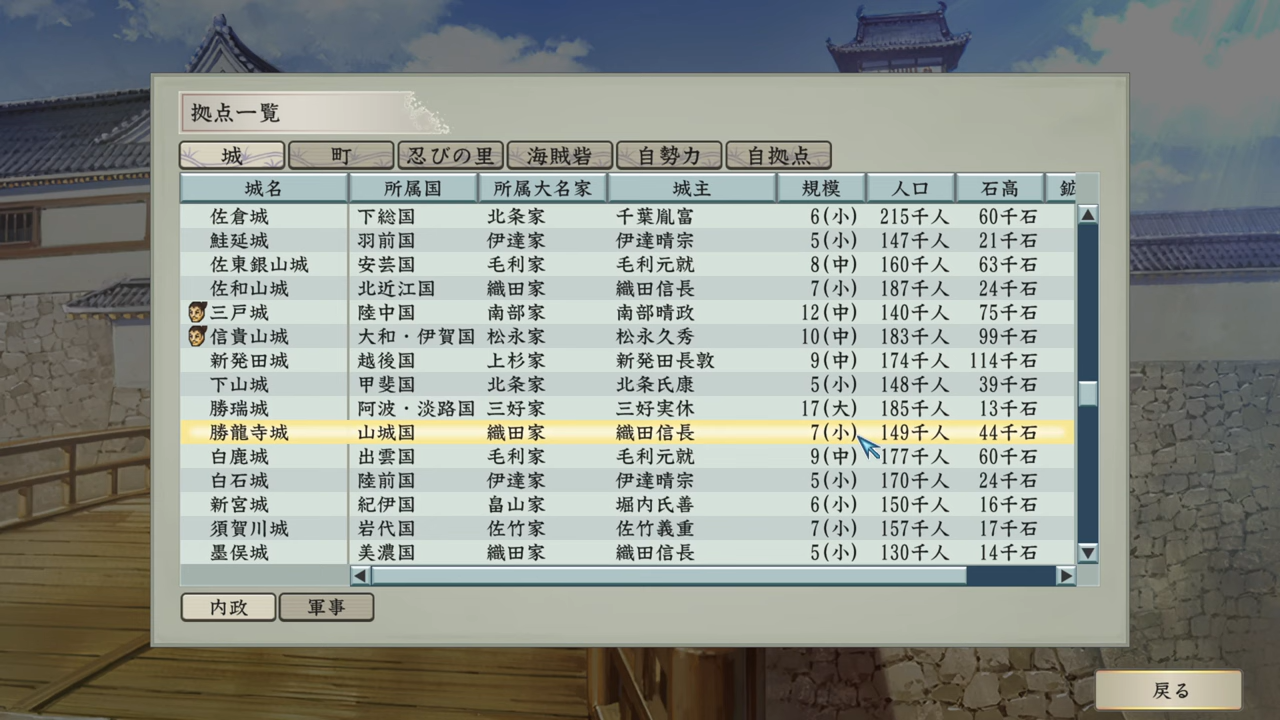 拠点一覧
城 町 忍びの里 海賊砦 自勢力 自拠点
城名 所属国 所属大名家 城主 規模 人口 石高 鉱
佐倉城 下総国 北条家 千葉胤富 6(小) 215千人 60千石
鮭延城 羽前国 伊達家 伊達晴宗 5(小) 147千人 21千石
佐東銀山城 安芸国 毛利家 毛利元就 8(中) 160千人 63千石
佐和山城 北近江国 織田家 織田信長 7(小) 187千人 24千石
三戸城 陸中国 南部家 南部晴政 12(中) 140千人 75千石
信貴山城 大和・伊賀国 松永家 松永久秀 10(中) 183千人 99千石
新発田城 越後国 上杉家 新発田長敦 9(中) 174千人 114千石
下山城 甲斐国 北条家 北条氏康 5(小) 148千人 39千石
勝瑞城 阿波・淡路国 三好家 三好実休 17(大) 185千人 13千石
勝龍寺城 山城国 織田家 織田信長 7(小) 149千人 44千石
白鹿城 出雲国 毛利家 毛利元就 9(中) 177千人 60千石
白石城 陸前国 伊達家 伊達晴宗 5(小) 170千人 24千石
新宮城 紀伊国 畠山家 堀内氏善 6(小) 150千人 16千石
須賀川城 岩代国 佐竹家 佐竹義重 7(小) 157千人 17千石
墨俣城 美濃国 織田家 織田信長 5(小) 130千人 14千石
内政 軍事
戻る